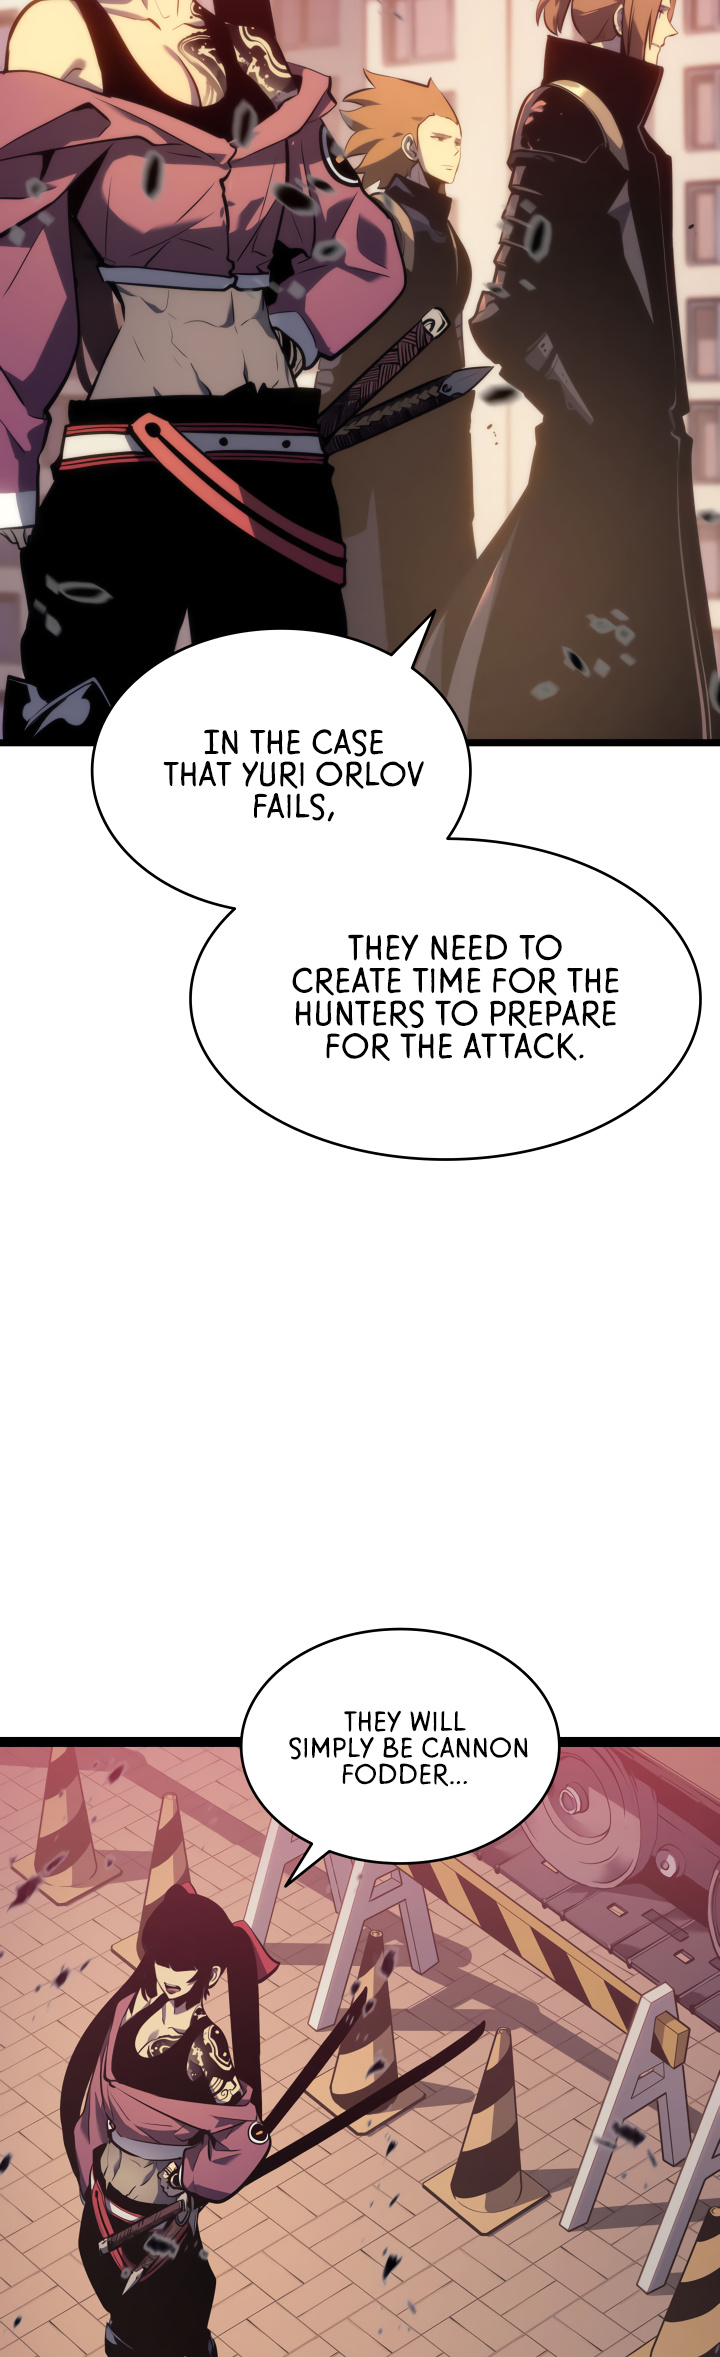 IN THE CASE
THAT YURI ORLOV
FAILS,
THEY NEED TO
CREATE TIME FOR THE
HUNTERS TO PREPARE
FOR THE ATTACK.
THEY WILL
SIMPLY BE CANNON
FODDER...